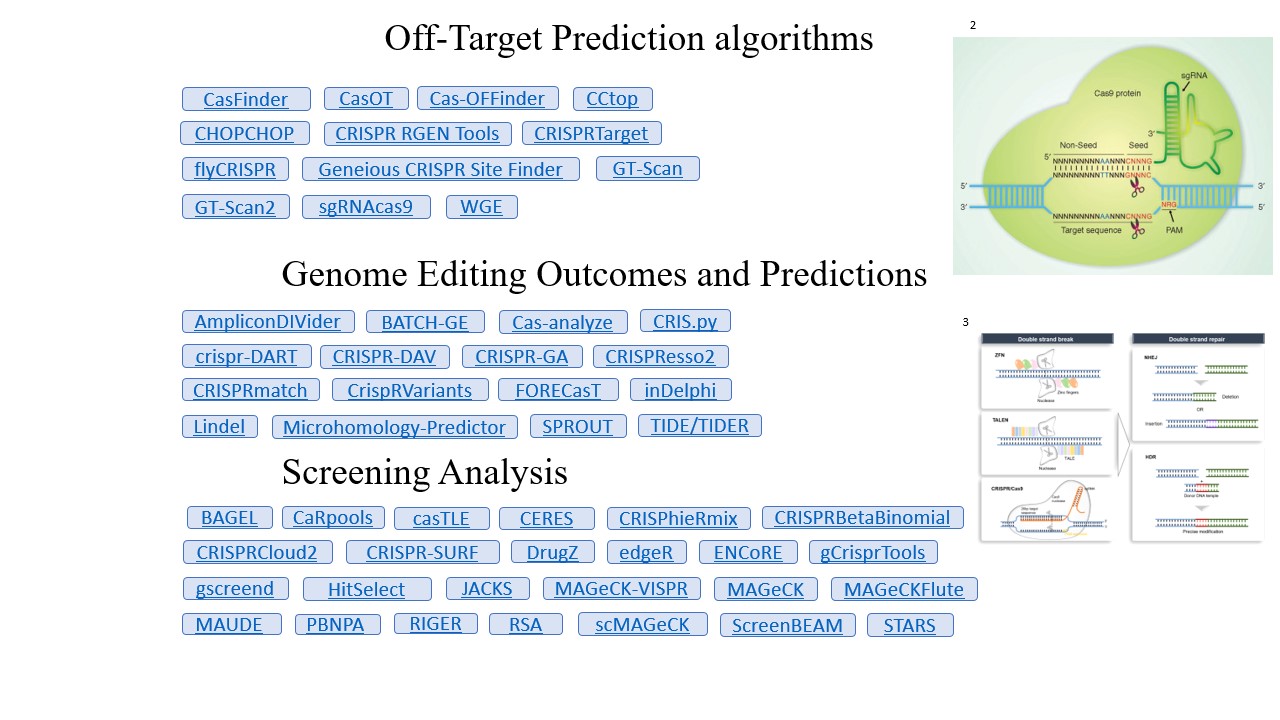 Off-Target Prediction algorithms
CasFinder CasOT Cas-OFFinder CCtop
CHOPCHOP CRISPR RGEN Tools CRISPRTarget
flyCRISPR Geneious CRISPR Site Finder GT-Scan
GT-Scan2 sgRNAcas9 WGE
Genome Editing Outcomes and Predictions
AmpliconDIVider BATCH-GE Cas-analyze CRIS.py
crispr-DART CRISPR-DAV CRISPR-GA CRISPResso2
CRISPRmatch CrispRVariants FORECasT inDelphi
Lindel Microhomology-Predictor SPROUT TIDE/TIDER
Screening Analysis
BAGEL CaRpools casTLE CERES CRISPhieRmix CRISPRBetaBinomial
CRISPRCloud2 CRISPR-SURF DrugZ edgeR ENCoRE gCrisprTools
gscreend HitSelect JACKS MAGeCK-VISPR MAGeCK MAGeCKFlute
MAUDE PBNPA RIGER RSA scMAGeCK ScreenBEAM STARS
2
sgRNA
Cas9 protein
3′
Non-Seed Seed
5′ NNNNNNNNNAANNNCNNNG
NNNNNNNNNTTNNNGNNNC
5′ 3′
3′ NRG 5′
NNNNNNNNNAANNNCNNNG
Target sequence PAM
3
Double strand break Double strand repair
ZFN
Zinc fingers
Nuclease
TALEN
TALE
Nuclease
CRISPR/Cas9
NHEJ
Deletion
OR
Insertion
HDR
Donor DNA temple
Precise modification